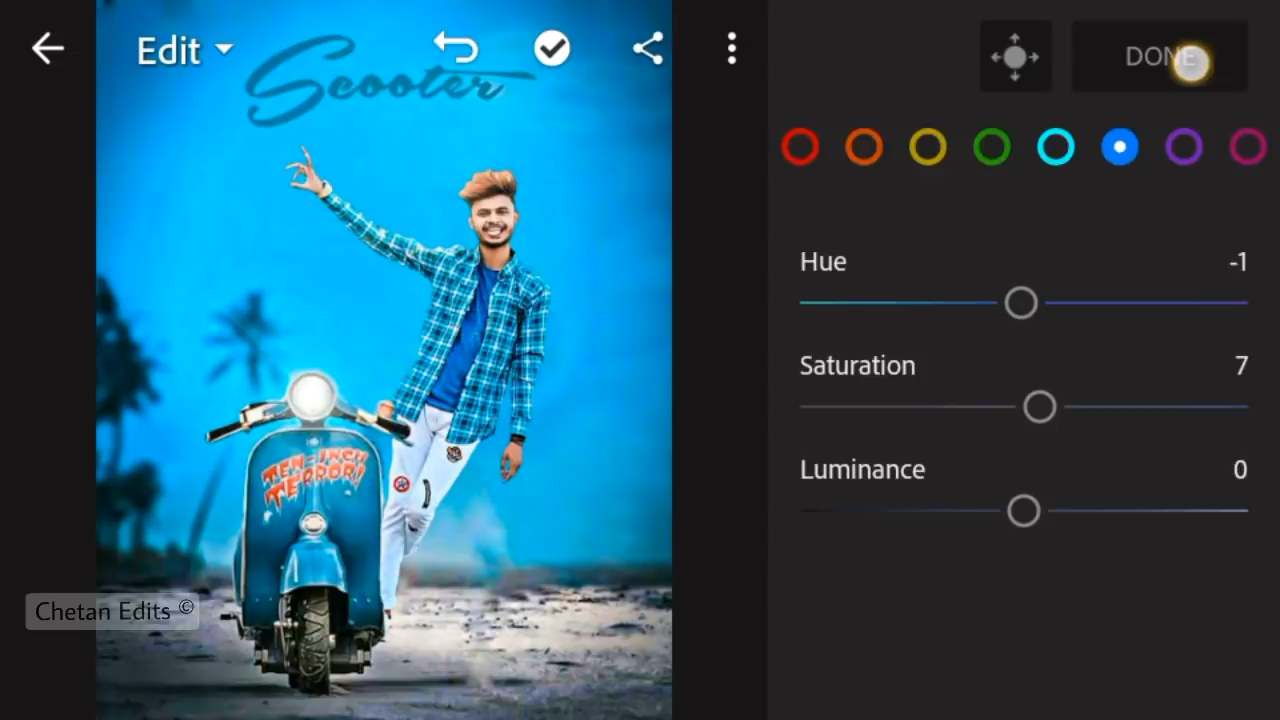 Edit
Scooter
DONE
Hue -1
Saturation 7
Luminance 0
TEN-INCH
TERROR!
Chetan Edits ©